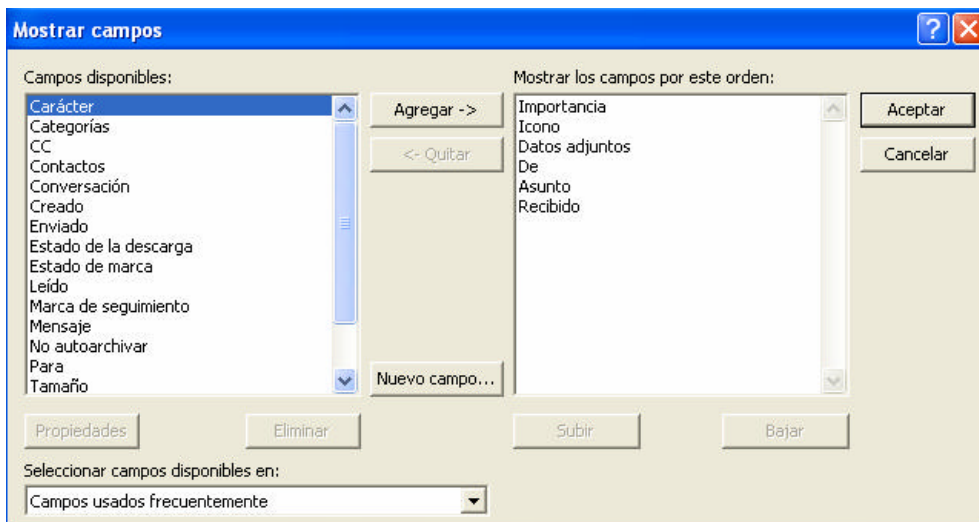 Mostrar campos
Campos disponibles:
Carácter
Categorías
CC
Contactos
Conversación
Creado
Enviado
Estado de la descarga
Estado de marca
Leído
Marca de seguimiento
Mensaje
No autoarchivar
Para
Tamaño
Agregar ->
<- Quitar
Nuevo campo...
Mostrar los campos por este orden:
Importancia
Icono
Datos adjuntos
De
Asunto
Recibido
Aceptar
Cancelar
Propiedades
Eliminar
Subir
Bajar
Seleccionar campos disponibles en:
Campos usados frecuentemente